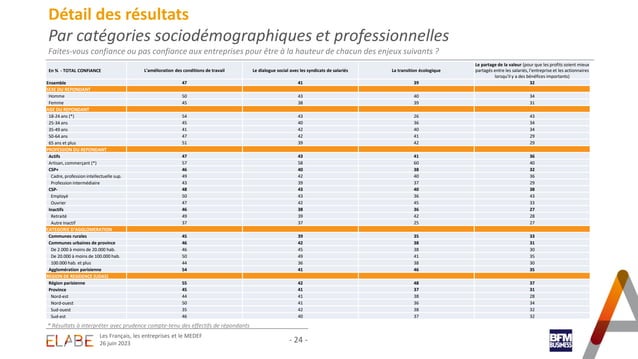 Détail des résultats
Par catégories sociodémographiques et professionnelles
Faites-vous confiance ou pas confiance aux entreprises pour être à la hauteur de chacun des enjeux suivants ?
En % - TOTAL CONFIANCE L'amélioration des conditions de travail Le dialogue social avec les syndicats de salariés La transition écologique Le partage de la valeur (pour que les profits soient mieux partagés entre les salariés, l'entreprise et les actionnaires lorsqu'il y a des bénéfices importants)
Ensemble 47 41 39 32
SEXE DU REPONDANT
Homme 50 43 40 34
Femme 45 38 39 31
AGE DU REPONDANT
18-24 ans (*) 54 43 26 43
25-34 ans 45 40 36 34
35-49 ans 41 42 40 34
50-64 ans 47 42 41 29
65 ans et plus 51 39 42 29
PROFESSION DU REPONDANT
Actifs 47 43 41 36
Artisan, commerçant (*) 57 58 60 40
CSP+ 46 40 38 32
Cadre, profession intellectuelle sup. 49 42 40 36
Profession intermédiaire 43 39 37 29
CSP- 48 43 40 38
Employé 50 43 36 43
Ouvrier 47 42 45 33
Inactifs 46 38 36 27
Retraité 49 39 42 28
Autre inactif 37 37 25 27
CATEGORIE D'AGGLOMERATION
Communes rurales 45 39 35 33
Communes urbaines de province 46 42 38 31
De 2 000 à moins de 20.000 hab. 46 45 38 30
De 20.000 à moins de 100.000 hab. 50 49 41 35
100.000 hab. et plus 44 36 38 30
Agglomération parisienne 54 41 46 35
REGION DE RESIDENCE (UDA5)
Région parisienne 55 42 48 37
Province 45 41 37 31
Nord-est 44 41 38 28
Nord-ouest 50 41 36 34
Sud-ouest 35 42 38 32
Sud-est 46 40 37 32
* Résultats à interpréter avec prudence compte-tenu des effectifs de répondants
ELABE
Les Français, les entreprises et le MEDEF
26 juin 2023
- 24 -
BFM
BUSINESS